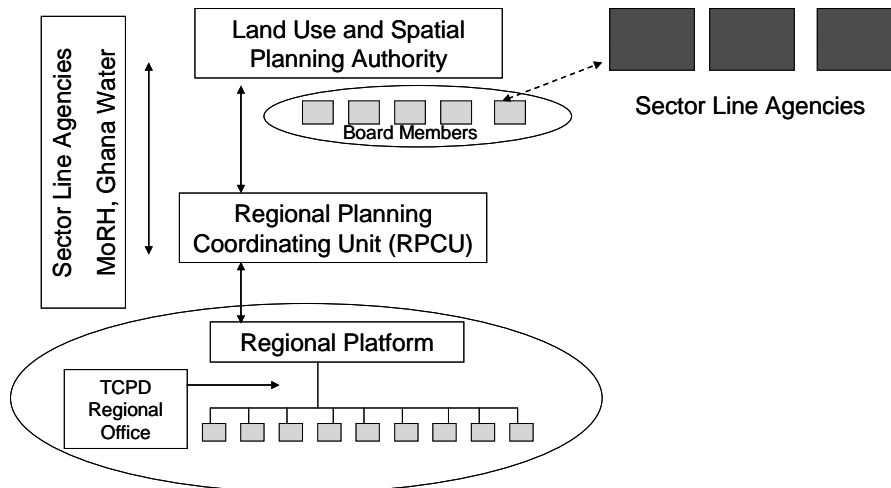 Sector Line Agencies
MoRH, Ghana Water
Land Use and Spatial
Planning Authority
Board Members
Sector Line Agencies
Regional Planning
Coordinating Unit (RPCU)
Regional Platform
TCPD
Regional
Office